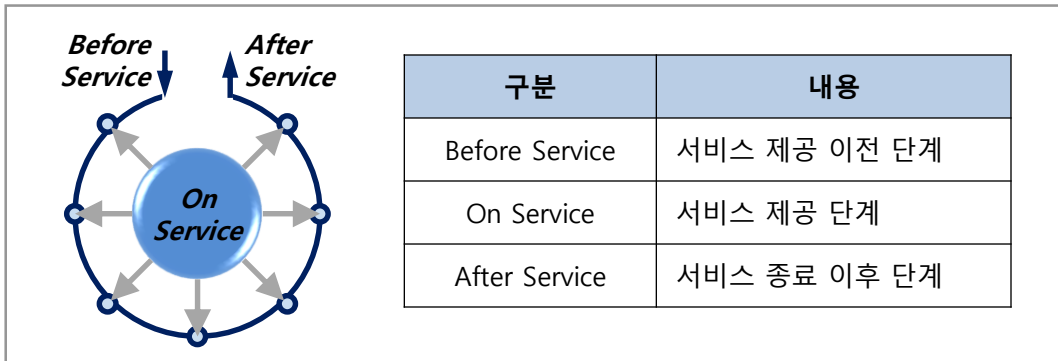 Before
Service
After
Service
On
Service
구분 내용
Before Service 서비스 제공 이전 단계
On Service 서비스 제공 단계
After Service 서비스 종료 이후 단계